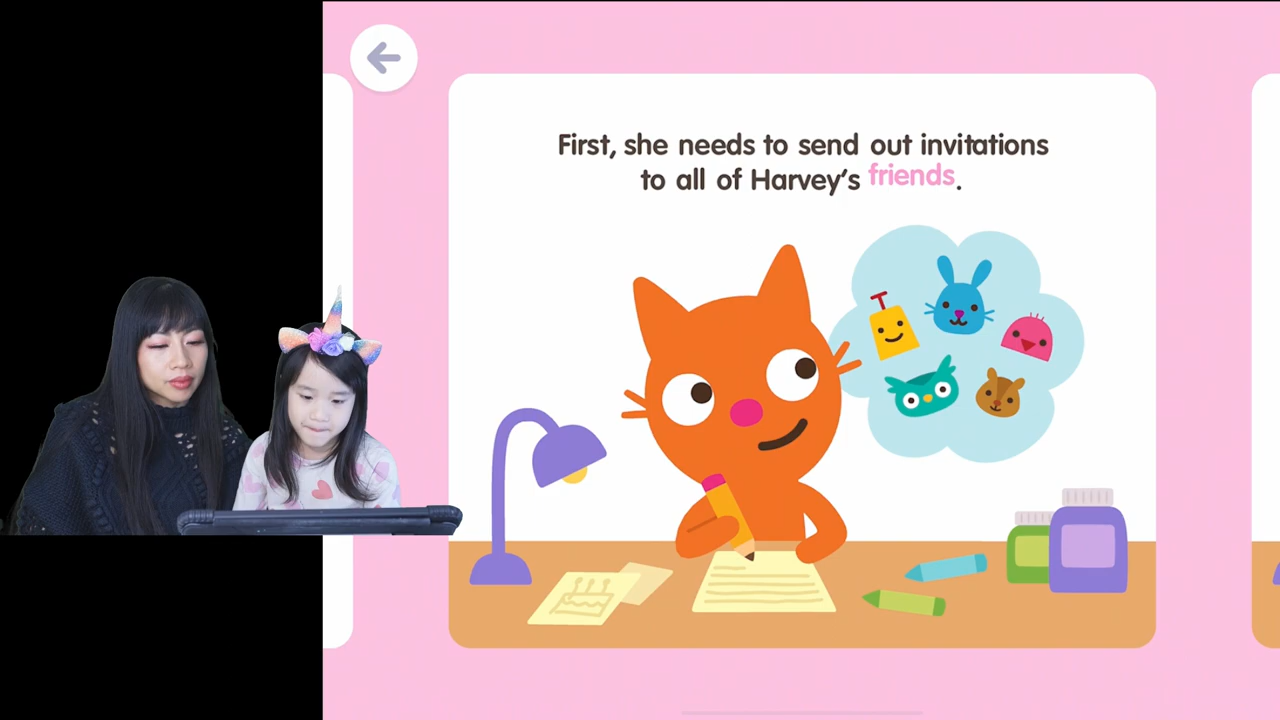 First, she needs to send out invitations
to all of Harvey's friends.